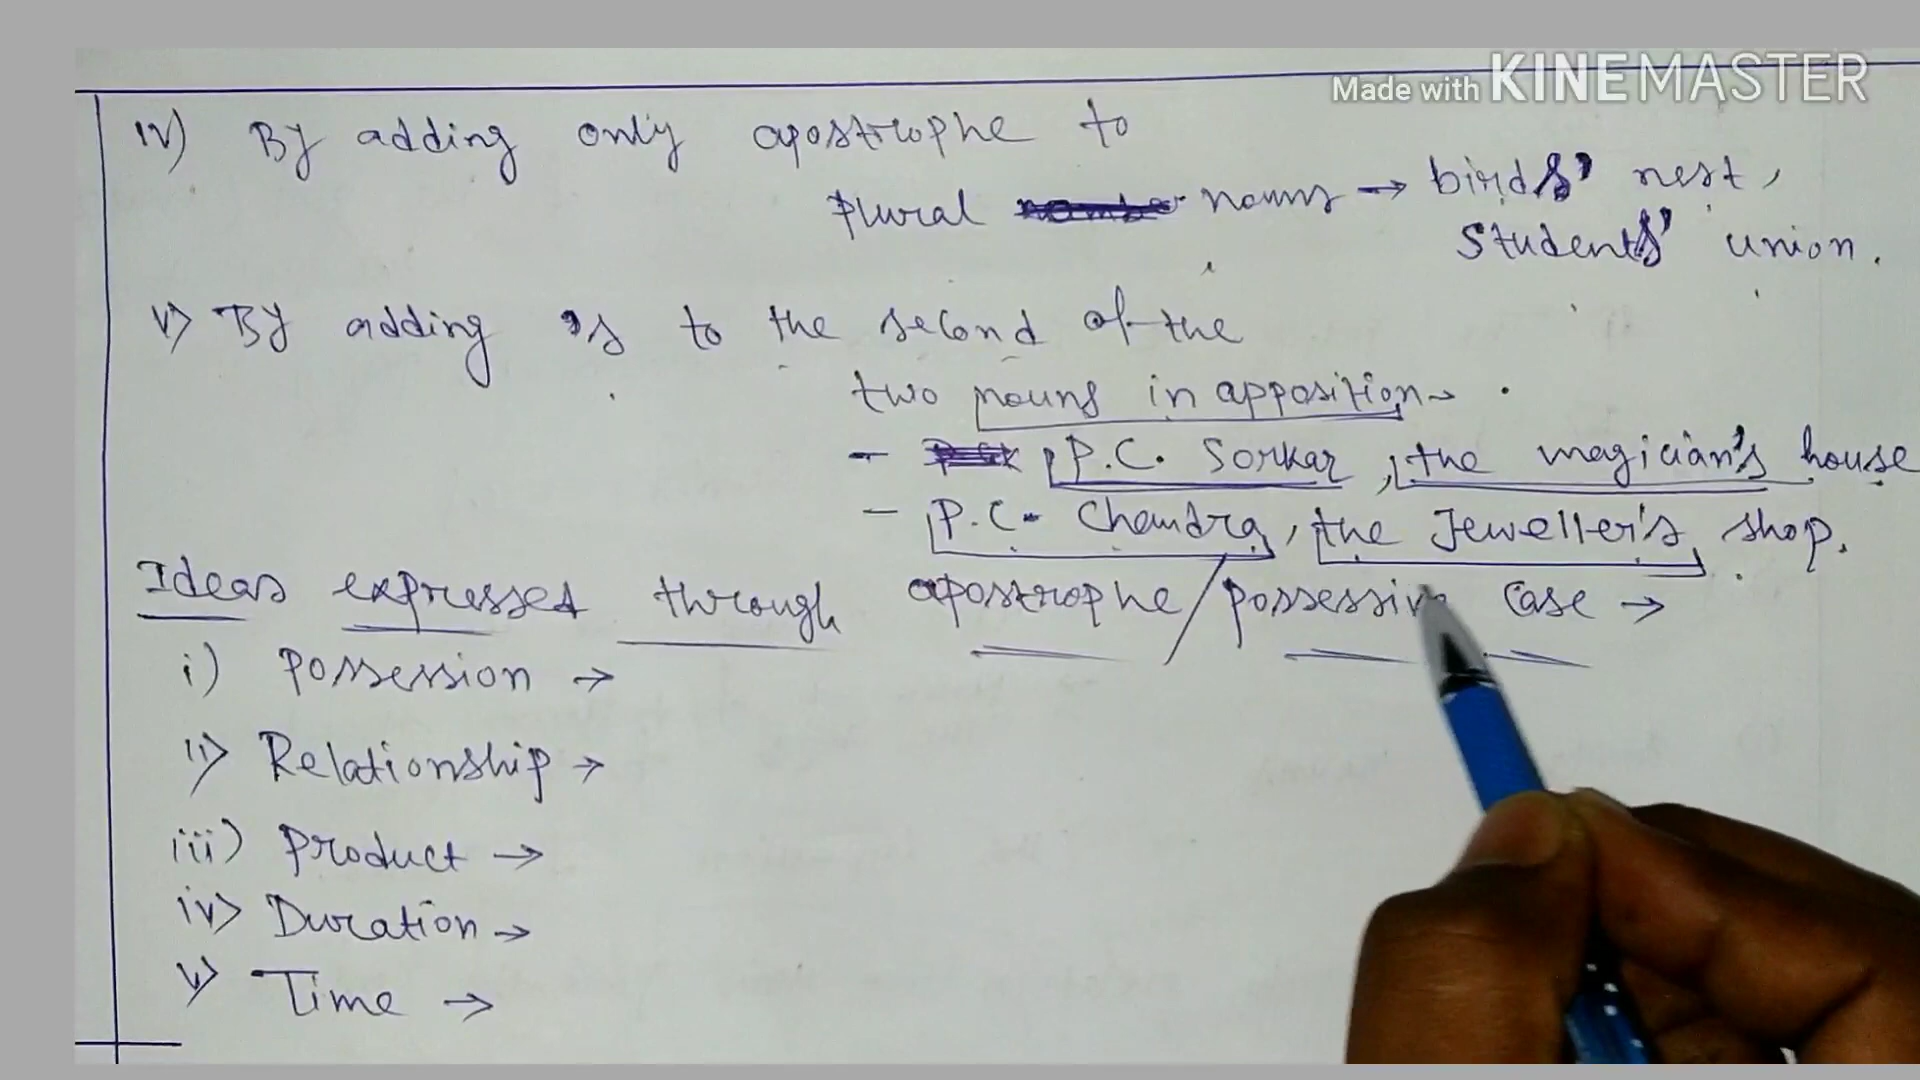 Made with KINEMASTER
iv) By adding only apostrophe to
plural nouns → birds' nest,
students' union.
v) By adding 's to the second of the
two nouns in apposition→
- P.C. Sorkar, the magician's house
- P.C. Chandra, the Jeweller's shop.
Ideas expressed through apostrophe/possessive case →
i) Possession →
ii) Relationship →
iii) Product →
iv) Duration →
v) Time →